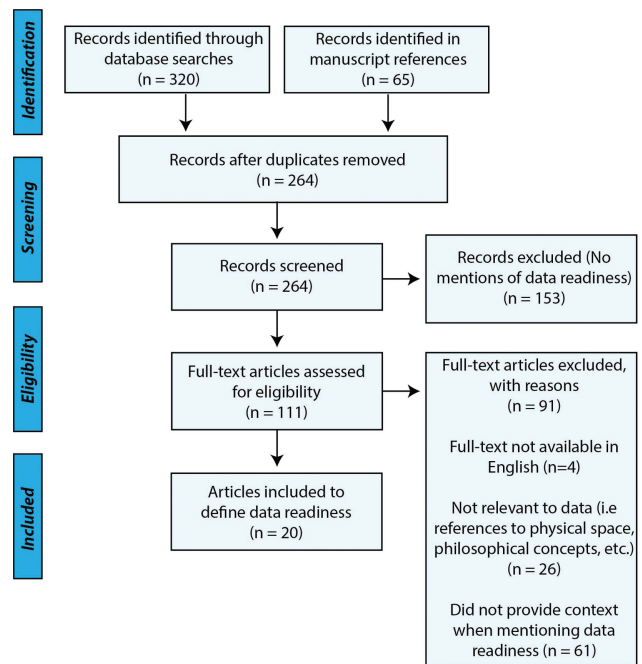 Identification
Records identified through
database searches
(n = 320)
Records identified in
manuscript references
(n = 65)
Records after duplicates removed
(n = 264)
Screening
Records screened
(n = 264)
Records excluded (No
mentions of data readiness)
(n = 153)
Eligibility
Full-text articles assessed
for eligibility
(n = 111)
Full-text articles excluded,
with reasons
(n = 91)
Full-text not available in
English (n=4)
Not relevant to data (i.e
references to physical space,
philosophical concepts, etc.)
(n = 26)
Did not provide context
when mentioning data
readiness (n = 61)
Included
Articles included to
define data readiness
(n = 20)